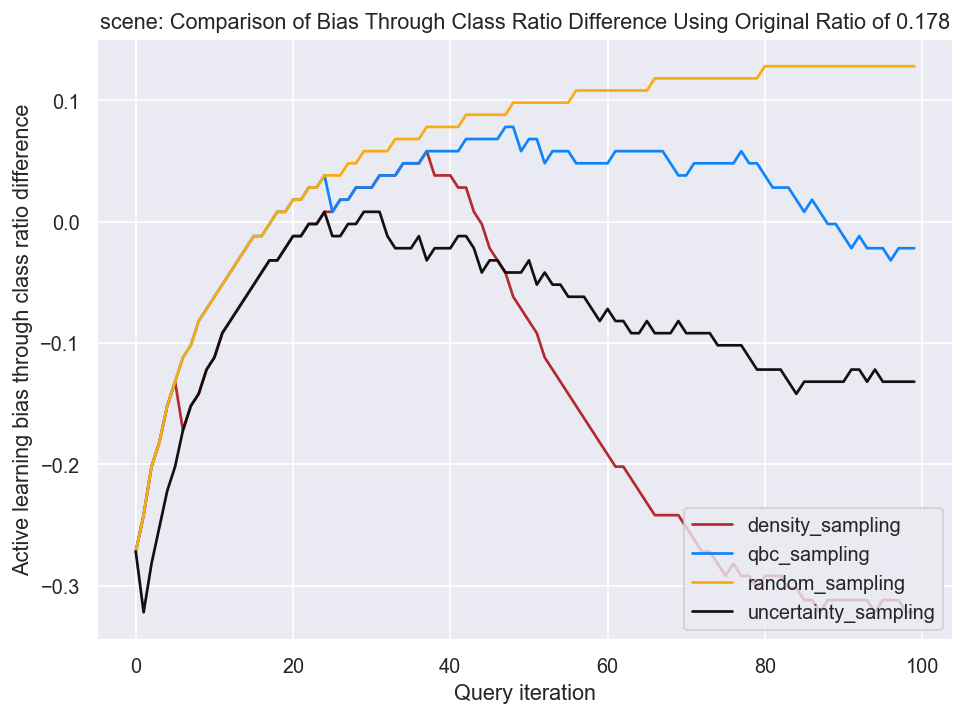 scene: Comparison of Bias Through Class Ratio Difference Using Original Ratio of 0.178
Active learning bias through class ratio difference
0.1
0.0
−0.1
−0.2
−0.3
density_sampling
qbc_sampling
random_sampling
uncertainty_sampling
0 20 40 60 80 100
Query iteration